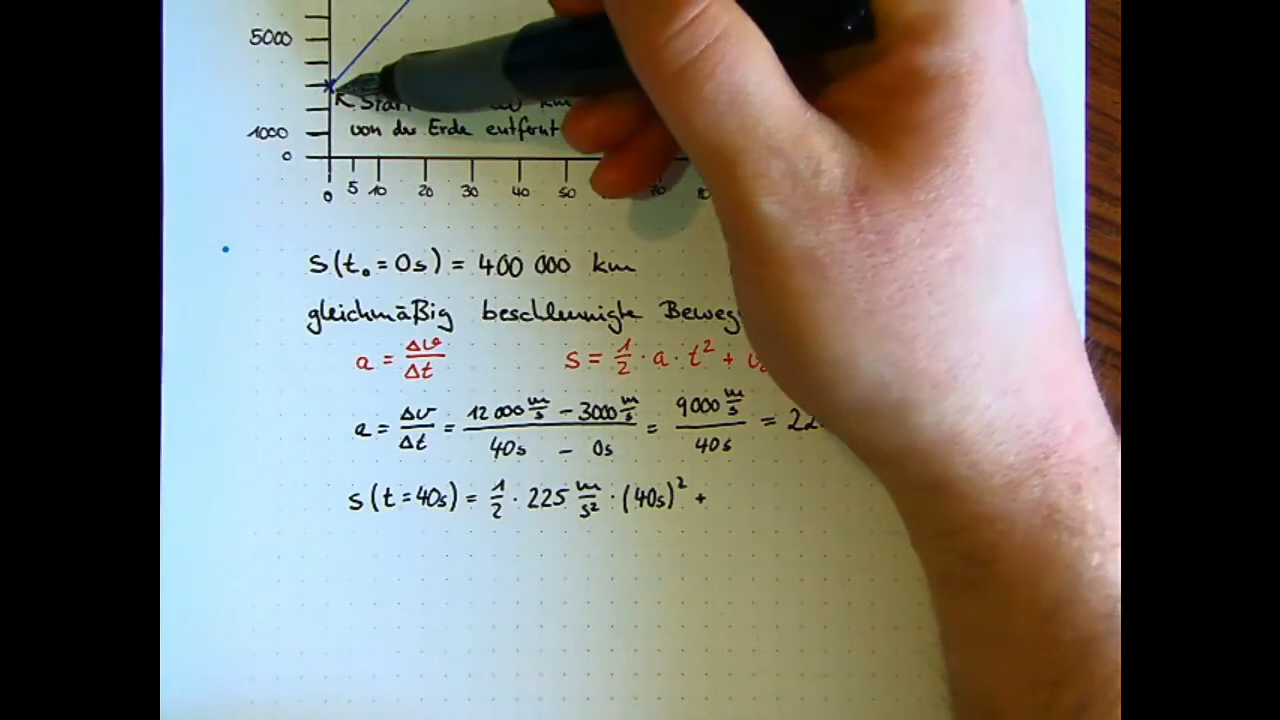 5000
von der Erde entfernt
1000
0
0 5 10 20 30 40 50 70
s(t₀=0s) = 400 000 km
gleichmäßig beschleunigte
a = Δv/Δt s = 1/2 · a · t² +
a = Δv/Δt = (12 000 m/s − 3000 m/s)/(40s − 0s) = (9000 m/s)/(40s) =
s(t=40s) = 1/2 · 225 m/s² · (40s)² +